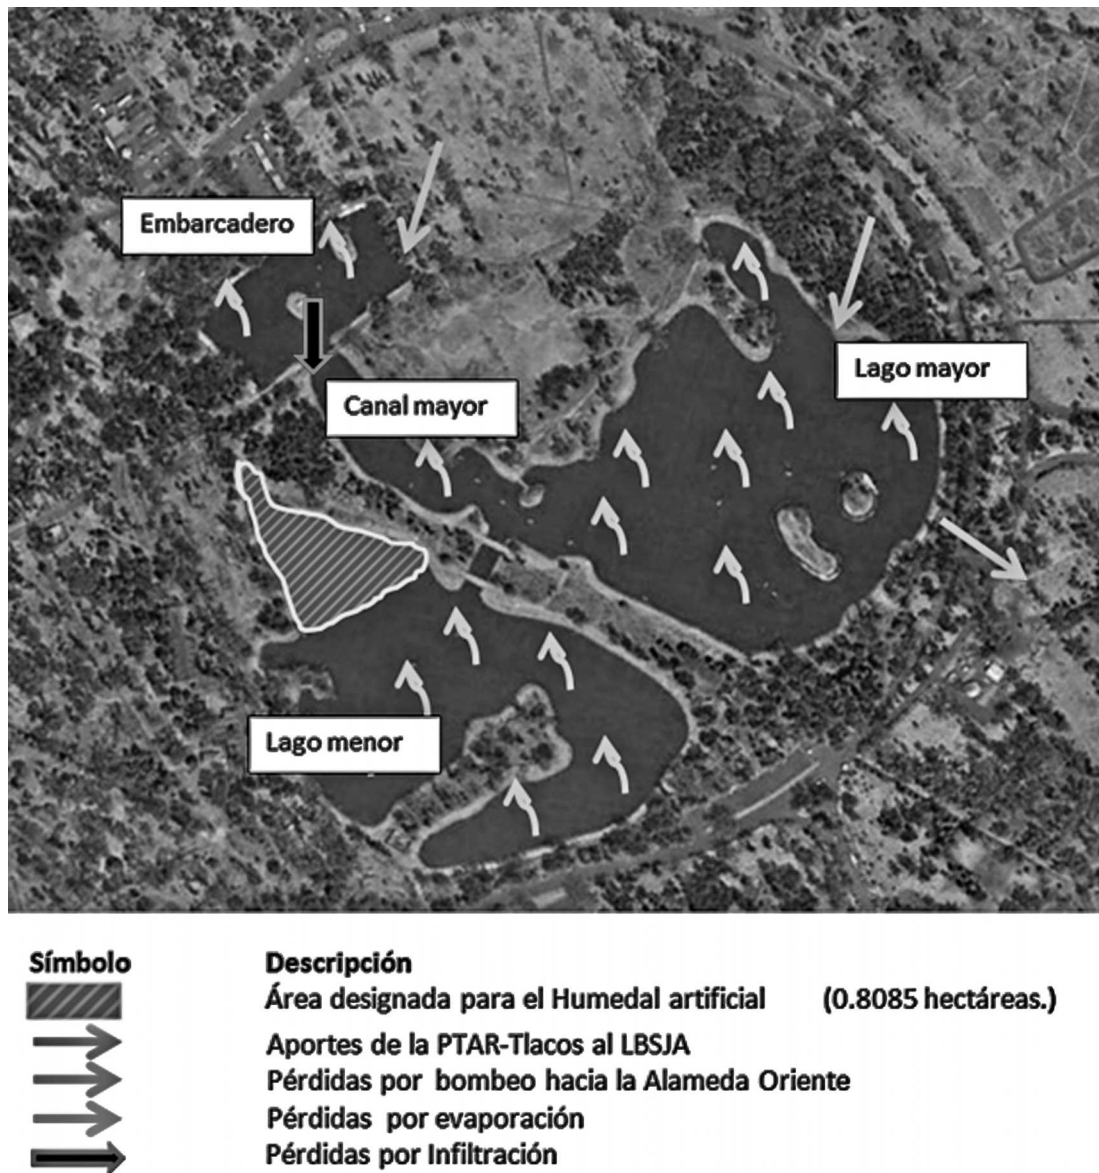 Embarcadero
Lago mayor
Canal mayor
Lago menor
Símbolo Descripción
Área designada para el Humedal artificial (0.8085 hectáreas.)
Aportes de la PTAR-Tlacos al LBSJA
Pérdidas por bombeo hacia la Alameda Oriente
Pérdidas por evaporación
Pérdidas por Infiltración